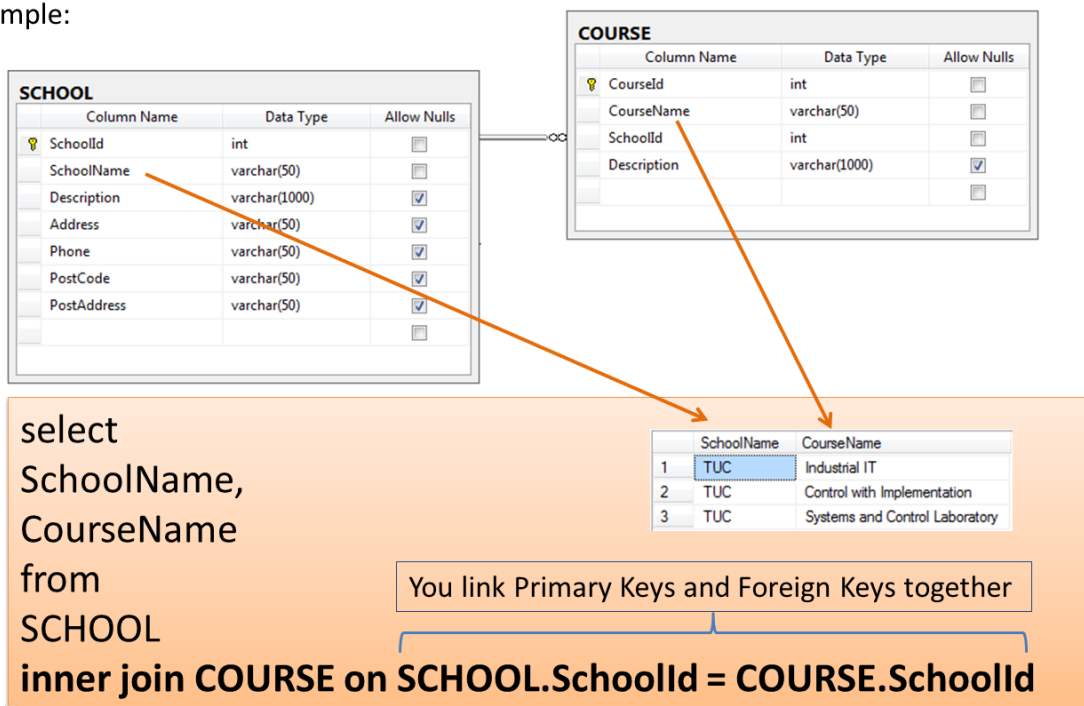 mple:
COURSE
Column Name Data Type Allow Nulls
CourseId int
CourseName varchar(50)
SchoolId int
Description varchar(1000)
SCHOOL
Column Name Data Type Allow Nulls
SchoolId int
SchoolName varchar(50)
Description varchar(1000)
Address varchar(50)
Phone varchar(50)
PostCode varchar(50)
PostAddress varchar(50)
select
SchoolName,
CourseName
from
SCHOOL
inner join COURSE on SCHOOL.SchoolId = COURSE.SchoolId
SchoolName CourseName
1 TUC Industrial IT
2 TUC Control with Implementation
3 TUC Systems and Control Laboratory
You link Primary Keys and Foreign Keys together